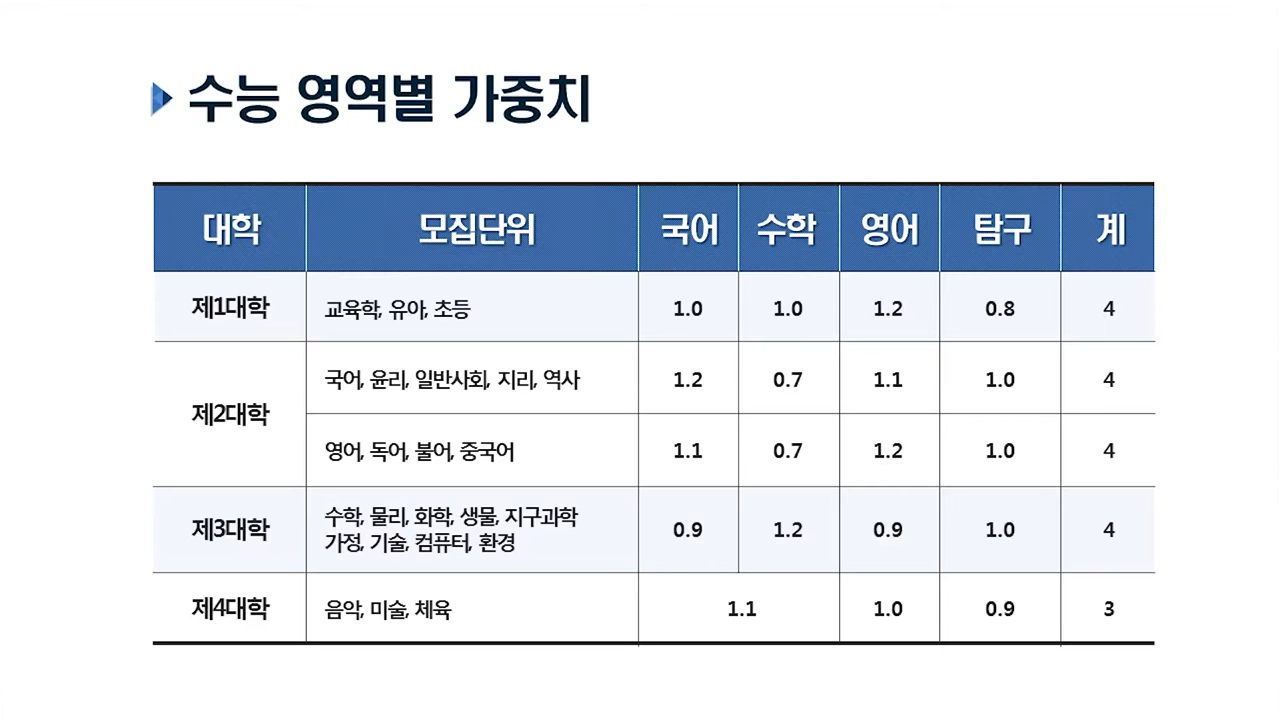 수능 영역별 가중치
대학 모집단위 국어 수학 영어 탐구 계
제1대학 교육학, 유아, 초등 1.0 1.0 1.2 0.8 4
제2대학
국어, 윤리, 일반사회, 지리, 역사 1.2 0.7 1.1 1.0 4
영어, 독어, 불어, 중국어 1.1 0.7 1.2 1.0 4
제3대학
수학, 물리, 화학, 생물, 지구과학
가정, 기술, 컴퓨터, 환경
0.9 1.2 0.9 1.0 4
제4대학 음악, 미술, 체육 1.1 1.0 0.9 3